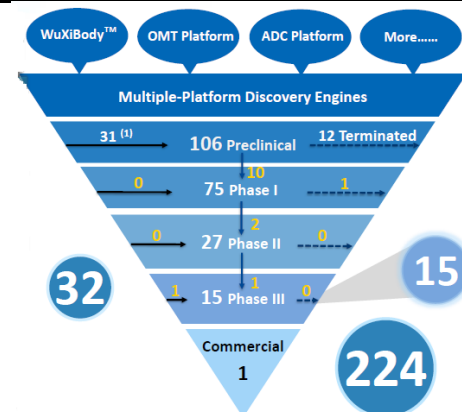 WuXiBody™ OMT Platform ADC Platform More......
Multiple-Platform Discovery Engines
31 (1) 106 Preclinical 12 Terminated
10
0 75 Phase I 1
2
0 27 Phase II 0
1
1 15 Phase III 0
15
32
Commercial
1
224